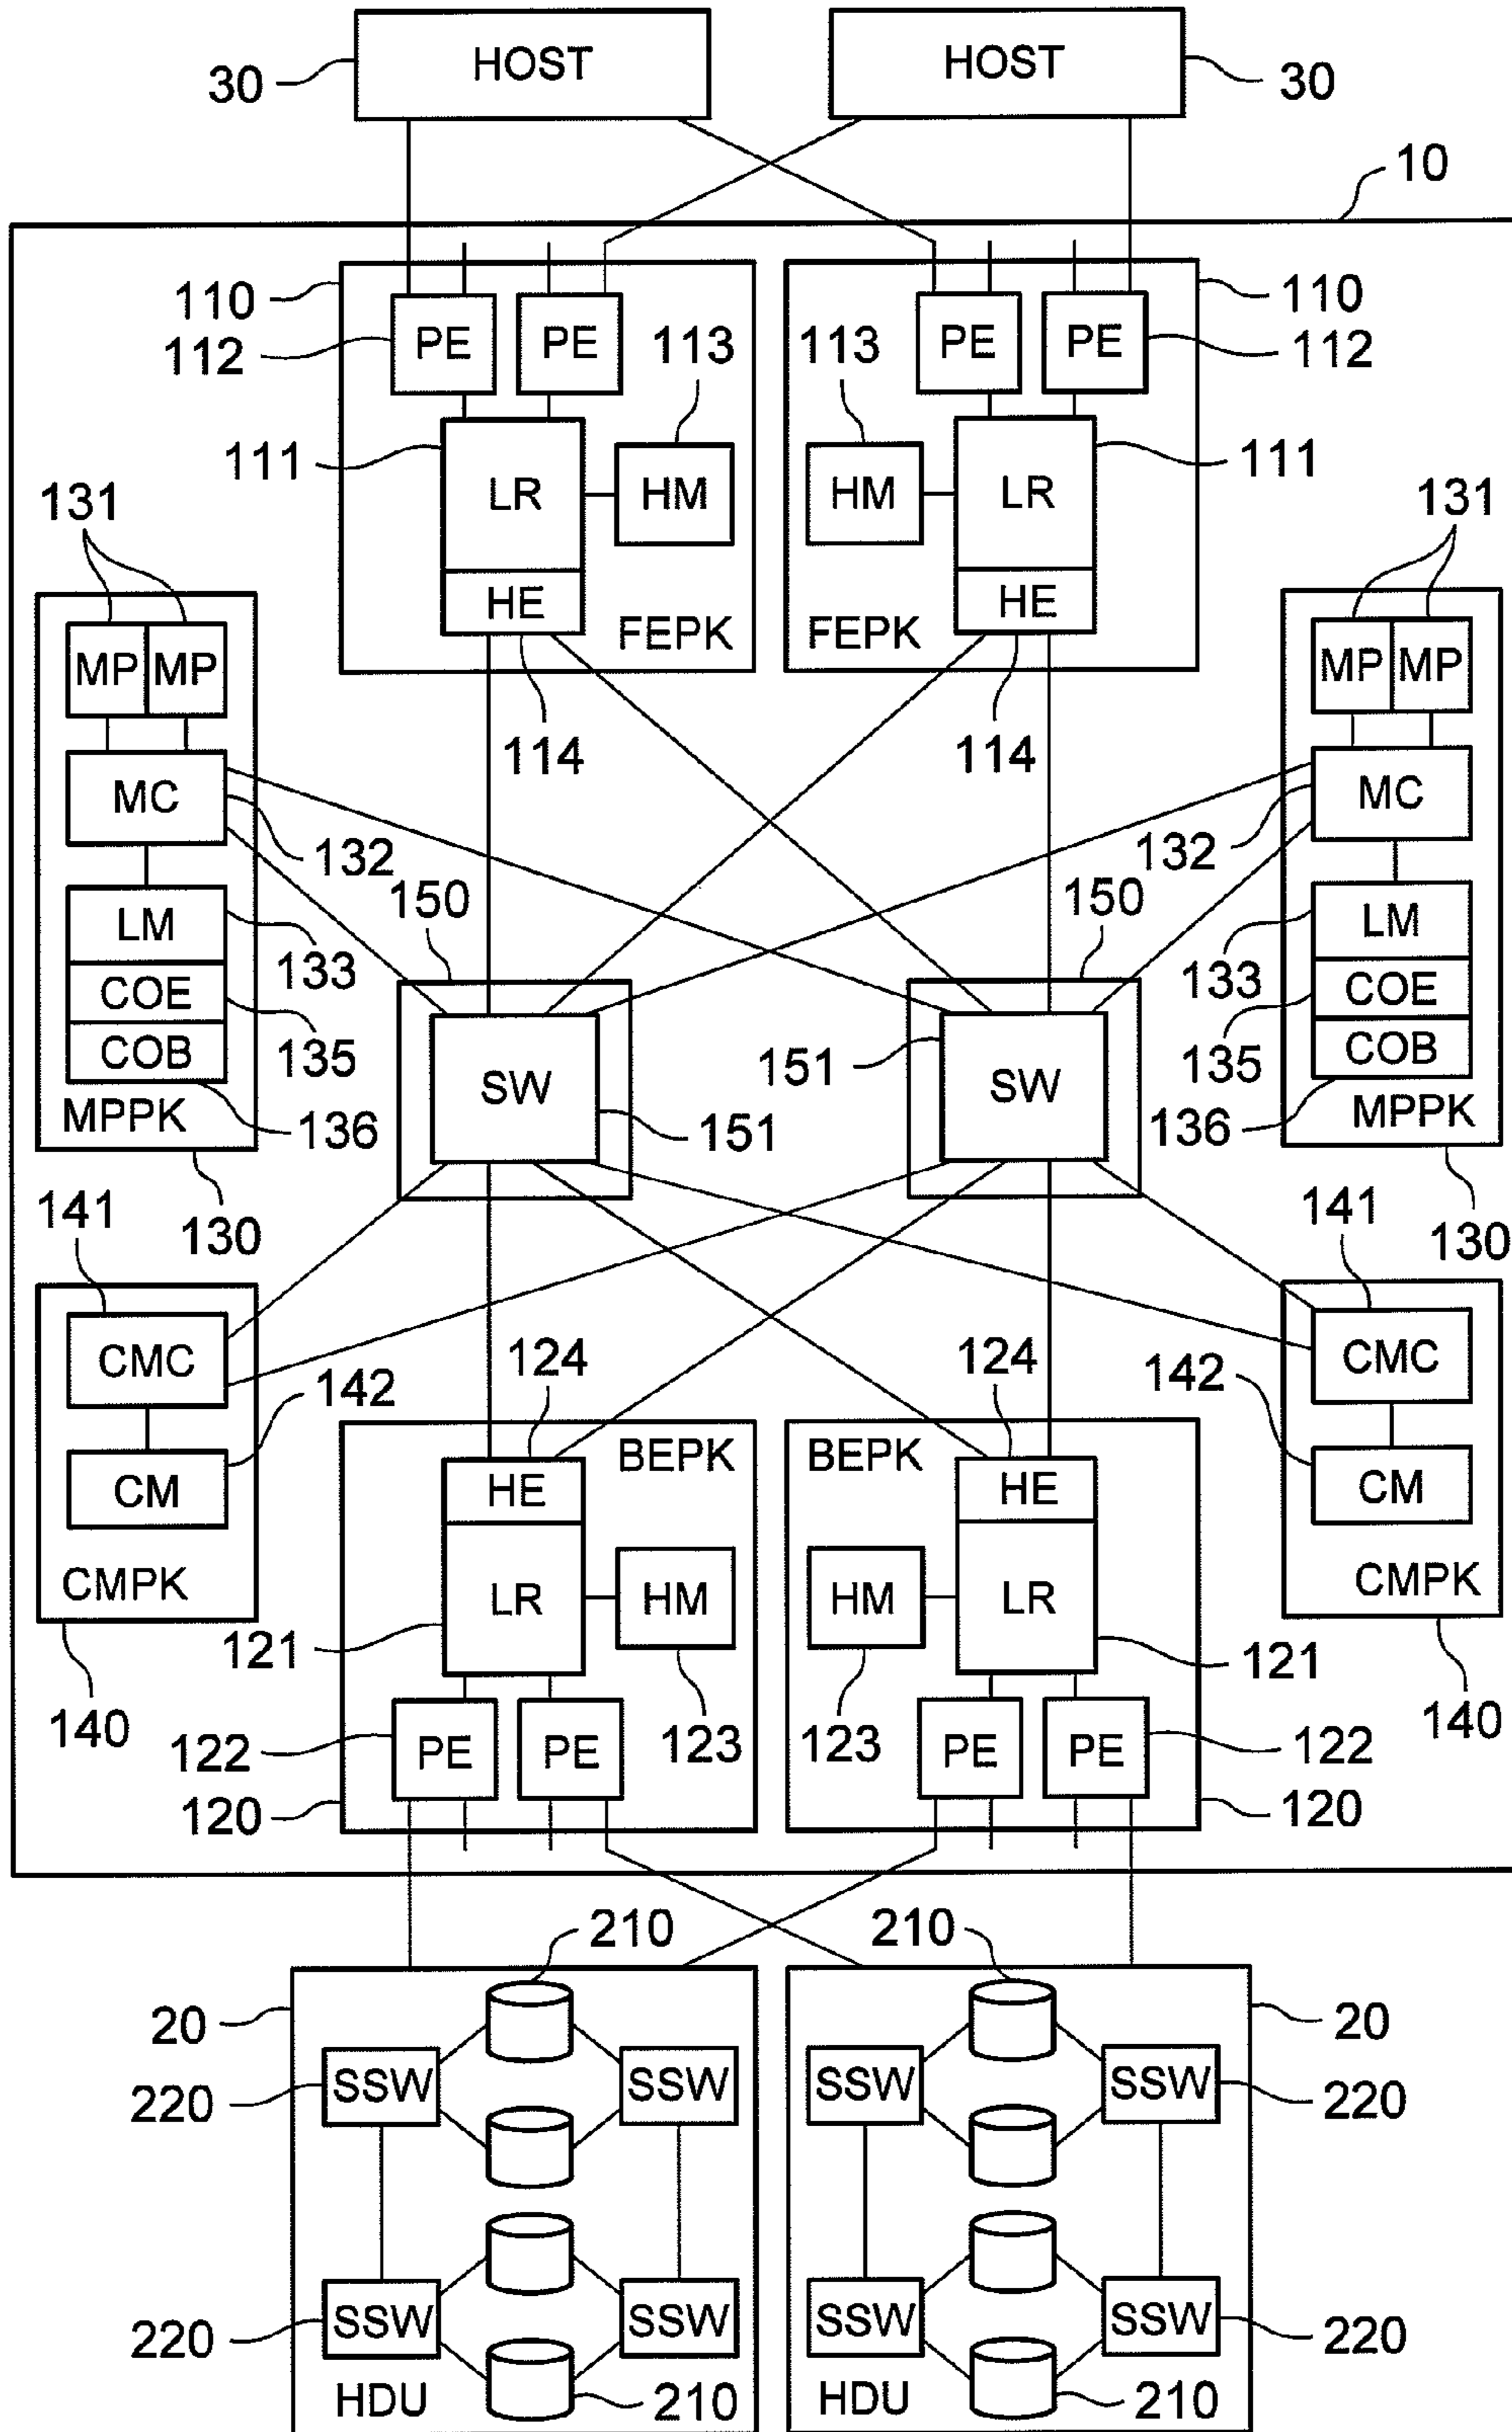 HOST
HOST
30
30
10
110
110
PE
PE
PE
PE
112
112
113
113
111
111
LR
HM
HM
LR
131
131
HE
FEPK
FEPK
HE
MP
MP
MP
MP
114
114
MC
MC
132
132
150
150
LM
LM
133
133
COE
COE
135
135
COB
COB
SW
SW
151
151
MPPK
136
136
MPPK
130
130
141
141
CMC
CMC
124
124
142
142
BEPK
BEPK
CM
CM
HE
HE
CMPK
CMPK
LR
HM
HM
LR
121
121
140
140
122
PE
PE
123
123
PE
PE
122
120
120
210
210
20
20
SSW
SSW
SSW
SSW
220
220
SSW
SSW
SSW
SSW
220
220
HDU
210
HDU
210